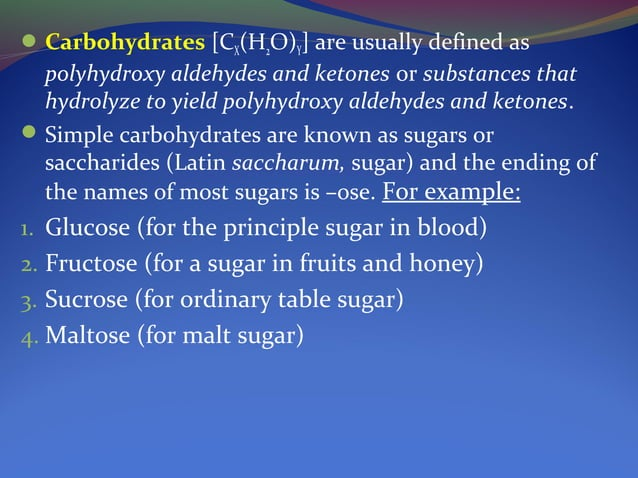 Carbohydrates [Cₓ(H₂O)ᵧ] are usually defined as
polyhydroxy aldehydes and ketones or substances that
hydrolyze to yield polyhydroxy aldehydes and ketones.
Simple carbohydrates are known as sugars or
saccharides (Latin saccharum, sugar) and the ending of
the names of most sugars is –ose. For example:
1. Glucose (for the principle sugar in blood)
2. Fructose (for a sugar in fruits and honey)
3. Sucrose (for ordinary table sugar)
4. Maltose (for malt sugar)